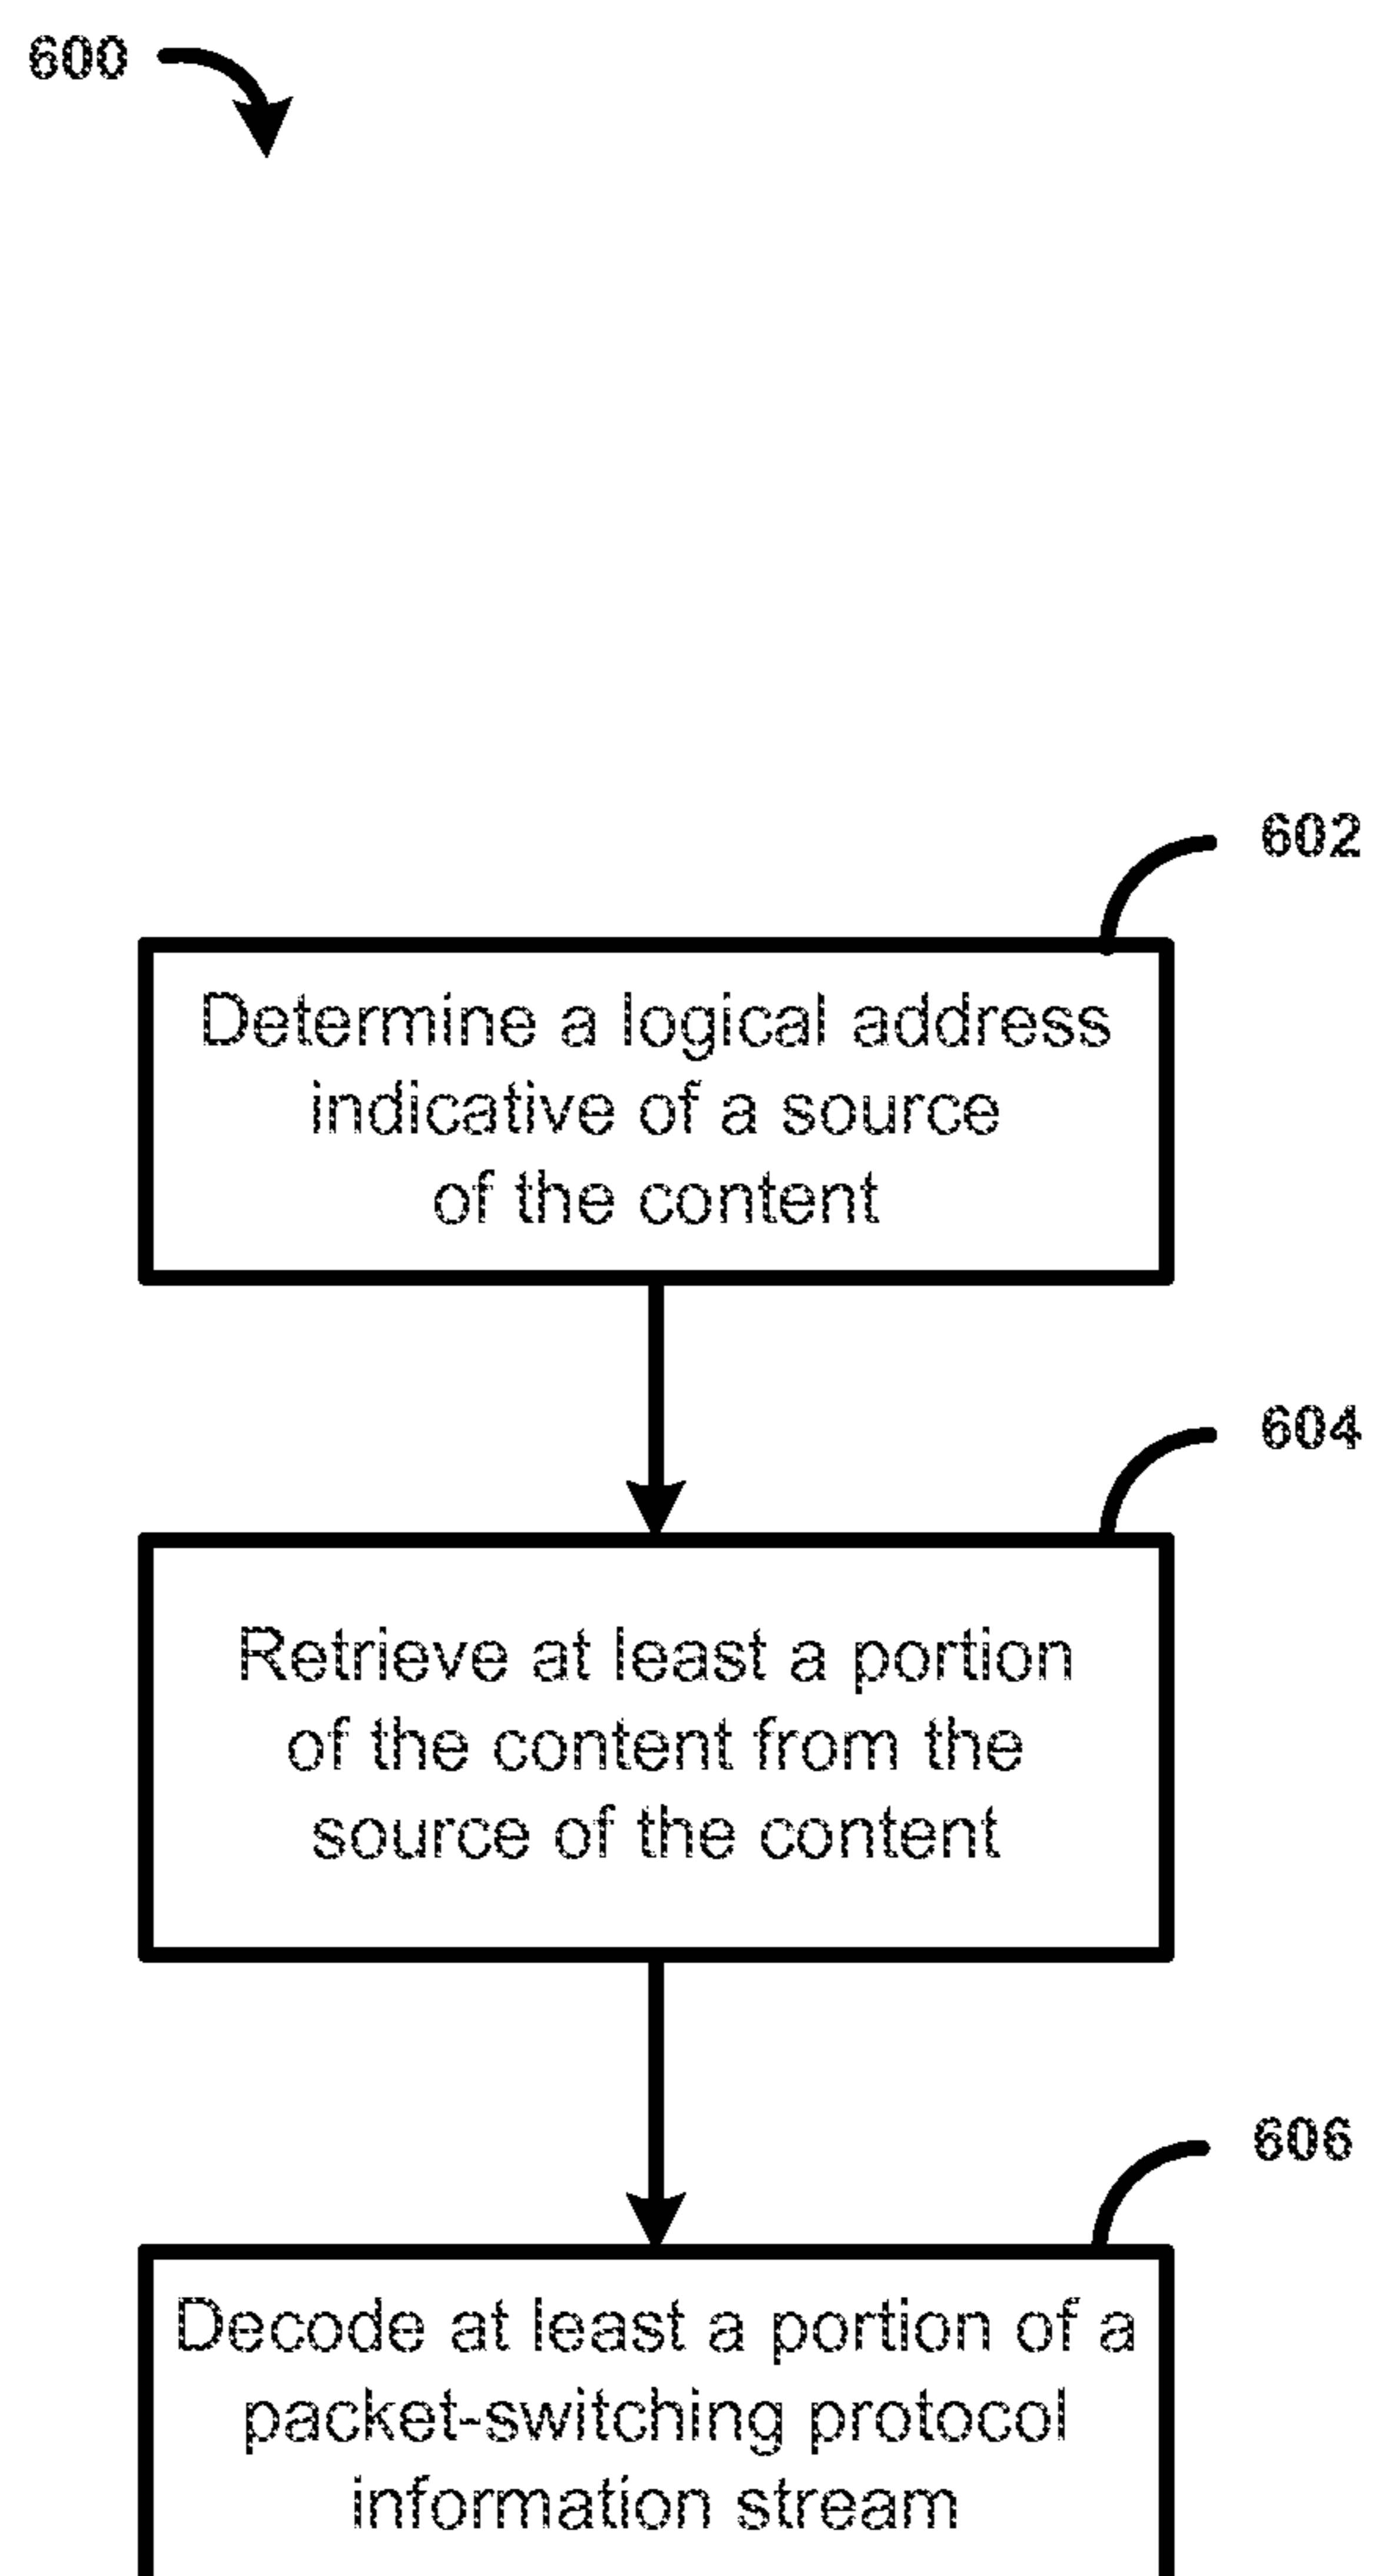 600
602
Determine a logical address
indicative of a source
of the content
604
Retrieve at least a portion
of the content from the
source of the content
606
Decode at least a portion of a
packet-switching protocol
information stream